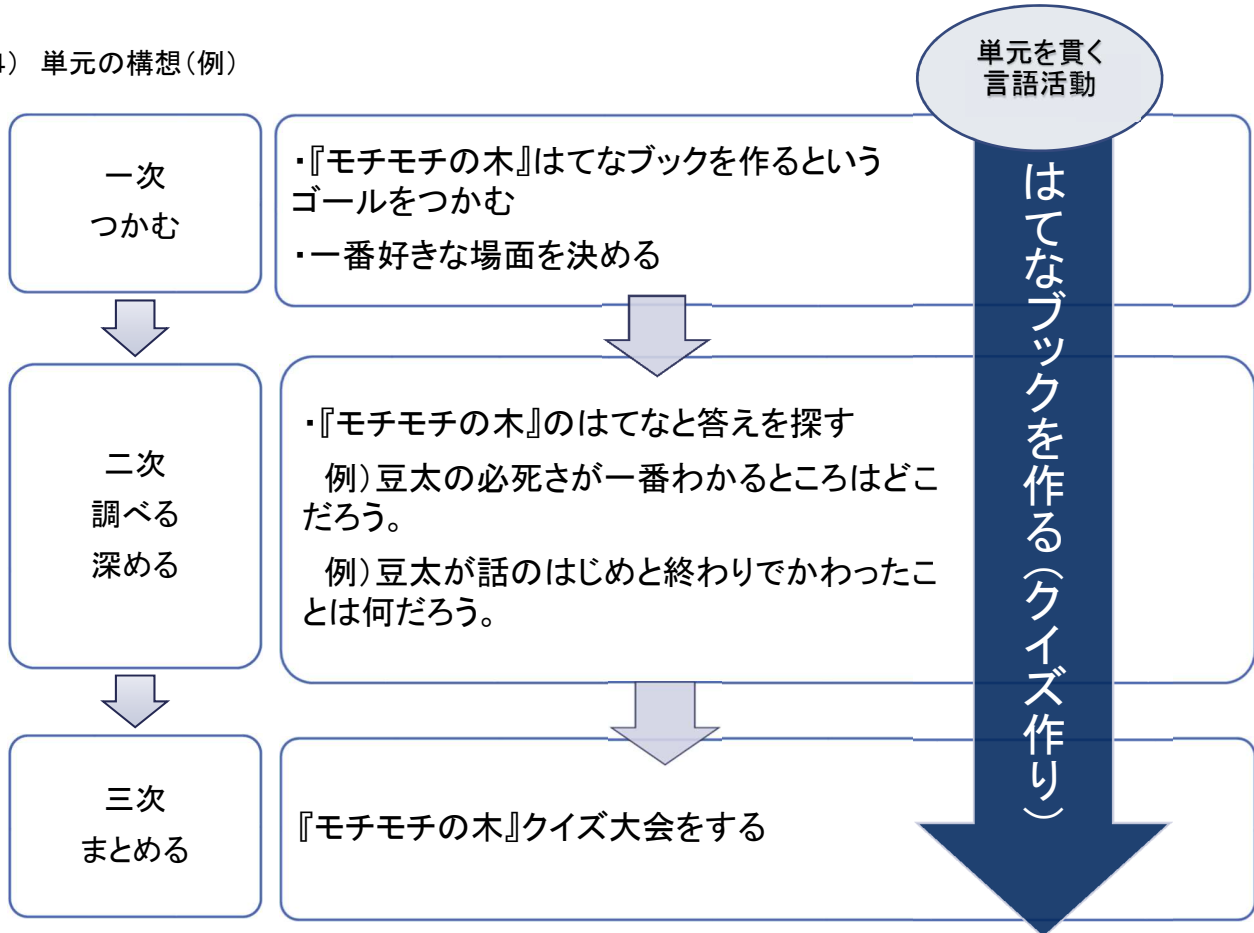 4） 単元の構想（例）
単元を貫く
言語活動
一次
つかむ
・『モチモチの木』はてなブックを作るという
ゴールをつかむ
・一番好きな場面を決める
二次
調べる
深める
・『モチモチの木』のはてなと答えを探す
例）豆太の必死さが一番わかるところはどこ
だろう。
例）豆太が話のはじめと終わりでかわったこ
とは何だろう。
三次
まとめる
『モチモチの木』クイズ大会をする
はてなブックを作る（クイズ作り）